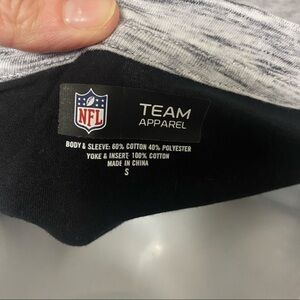 NFL
TEAM
APPAREL
BODY & SLEEVE: 60% COTTON 40% POLYESTER
YOKE & INSERT: 100% COTTON
MADE IN CHINA
S